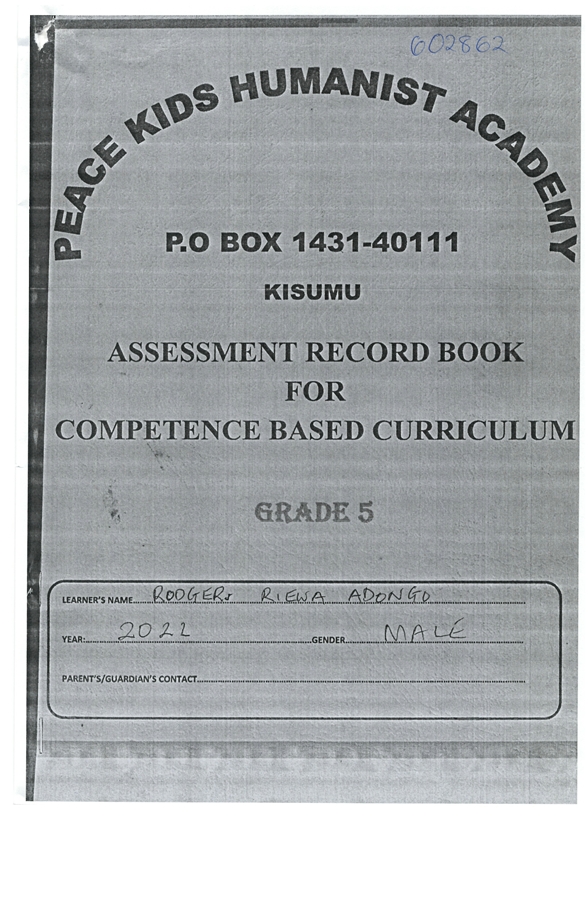 602862
PEACE KIDS HUMANIST ACADEMY
P.O BOX 1431-40111
KISUMU
ASSESSMENT RECORD BOOK
FOR
COMPETENCE BASED CURRICULUM
GRADE 5
LEARNER'S NAME....RODGERS RIEWA ADONGO
YEAR:....2022....GENDER....MALE
PARENT'S/GUARDIAN'S CONTACT....